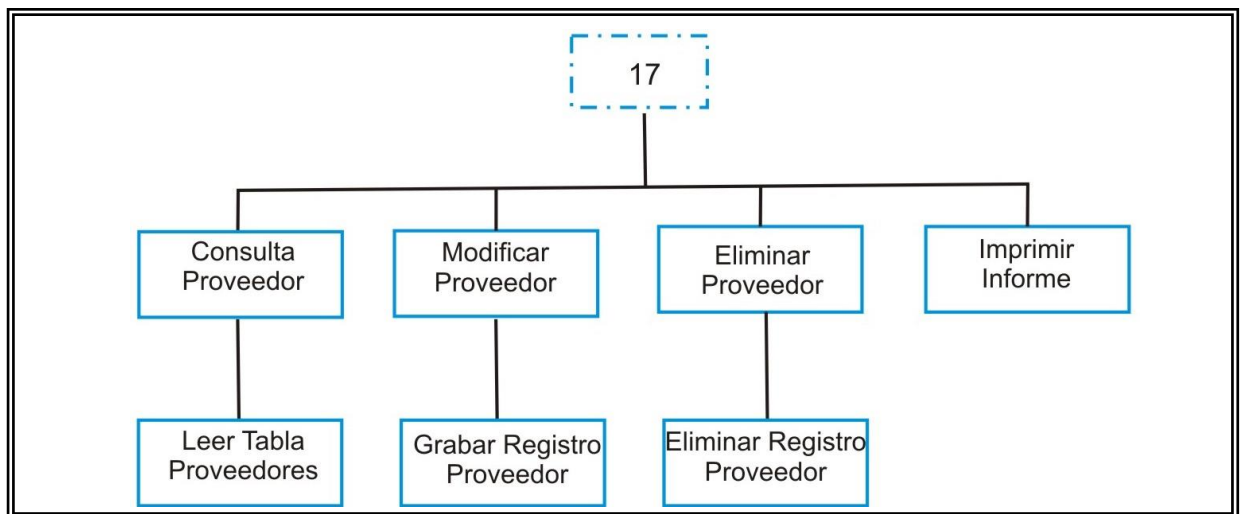 17
Consulta
Proveedor
Modificar
Proveedor
Eliminar
Proveedor
Imprimir
Informe
Leer Tabla
Proveedores
Grabar Registro
Proveedor
Eliminar Registro
Proveedor